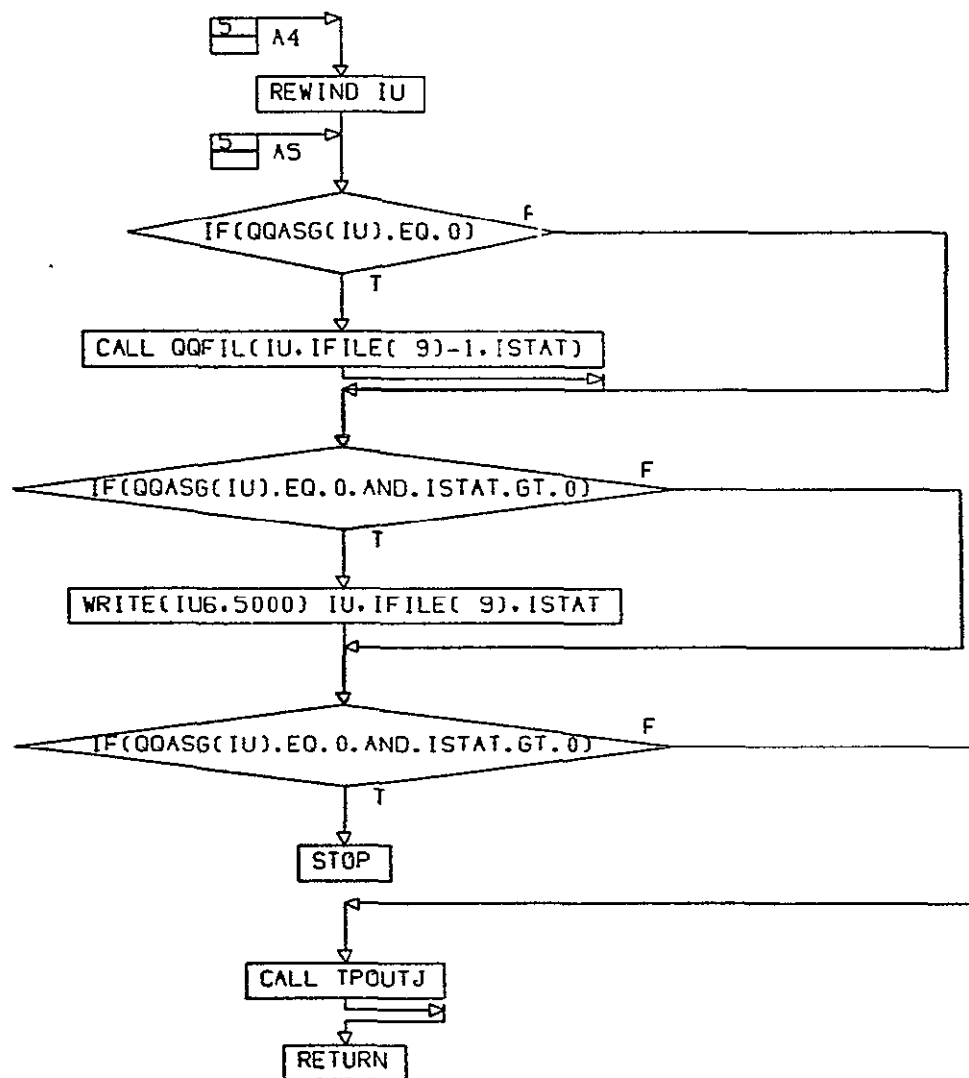 5 A4
REWIND IU
5 A5
F
IF(QQASG(IU).EQ.0)
T
CALL QQFIL(IU.IFILE( 9)-1.ISTAT)
F
IF(QQASG(IU).EQ.0.AND.ISTAT.GT.0)
T
WRITE(IU6.5000) IU.IFILE( 9).ISTAT
F
IF(QQASG(IU).EQ.0.AND.ISTAT.GT.0)
T
STOP
CALL TPOUTJ
RETURN